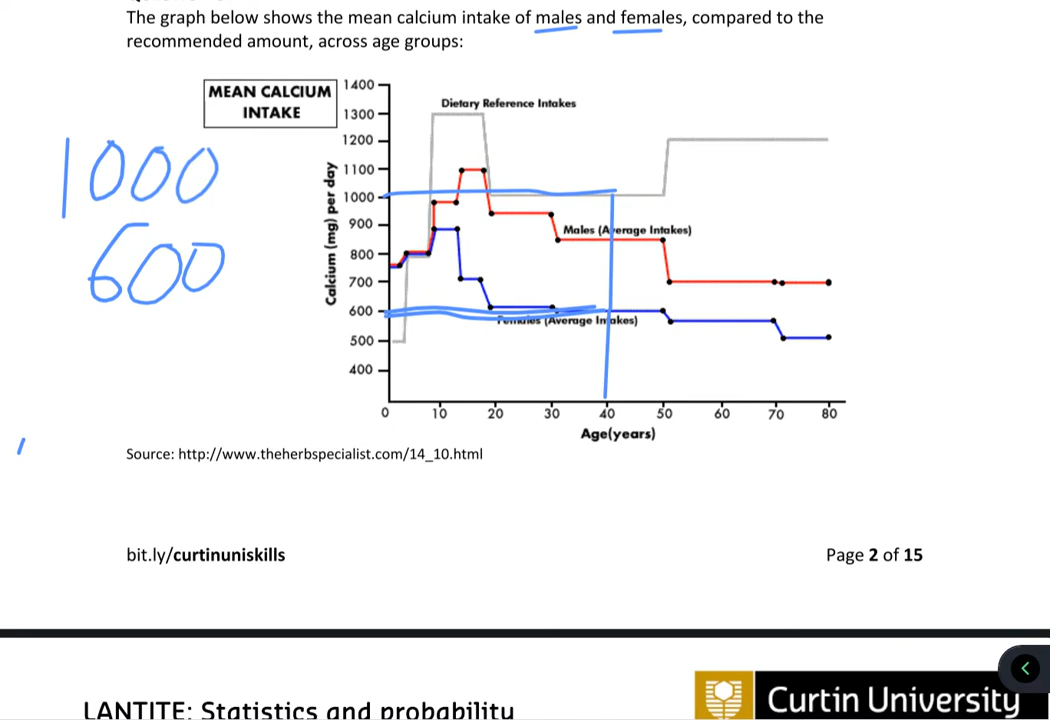 The graph below shows the mean calcium intake of males and females, compared to the
recommended amount, across age groups:
MEAN CALCIUM
INTAKE
1000
600
Calcium (mg) per day
1400
1300
1200
1100
1000
900
800
700
600
500
400
Dietary Reference Intakes
Males (Average Intakes)
Females (Average Intakes)
0 10 20 30 40 50 60 70 80
Age(years)
Source: http://www.theherbspecialist.com/14_10.html
bit.ly/curtinuniskills
Page 2 of 15
LANTITE: Statistics and probability
Curtin University